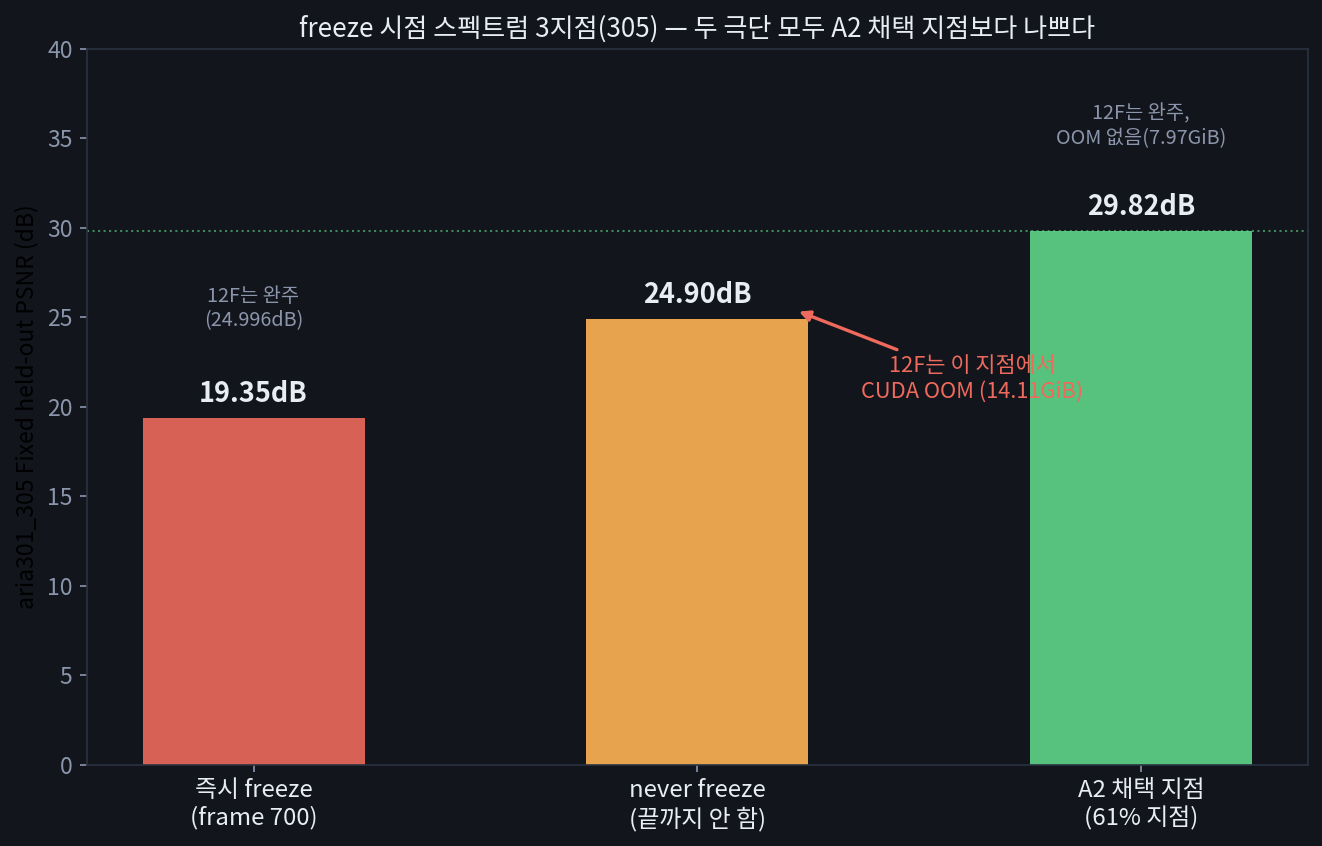 freeze 시점 스펙트럼 3지점(305) — 두 극단 모두 A2 채택 지점보다 나쁘다
aria301_305 Fixed held-out PSNR (dB)
40
35
30
25
20
15
10
5
0
12F는 완주
(24.996dB)
19.35dB
24.90dB
12F는 이 지점에서
CUDA OOM (14.11GiB)
12F는 완주,
OOM 없음(7.97GiB)
29.82dB
즉시 freeze
(frame 700)
never freeze
(끝까지 안 함)
A2 채택 지점
(61% 지점)